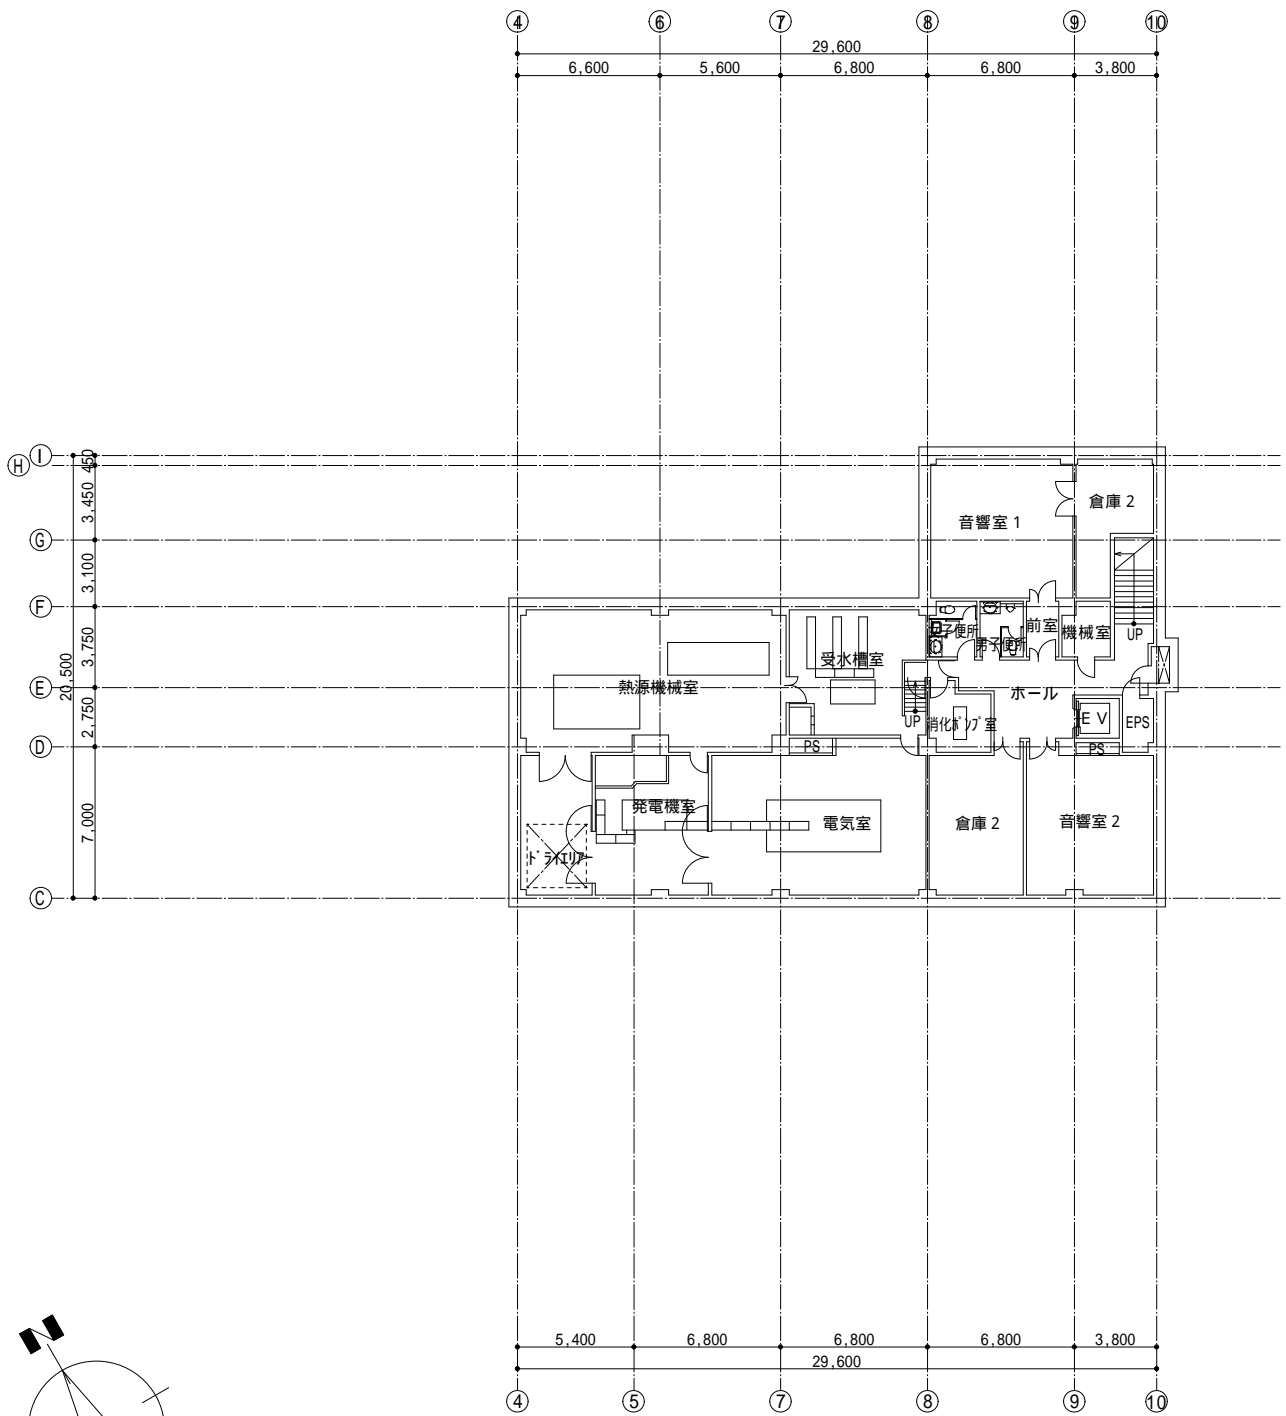 4 6 7 8 9 10
29,600
6,600 5,600 6,800 6,800 3,800
I
H
450
3,450
G
3,100
F
3,750
20,500
E
2,750
D
7,000
C
倉庫2
音響室1
UP
前室
機械室
女子便所
男子便所
受水槽室
熱源機械室
ホール
UP
消化ポンプ室
EV
EPS
PS
PS
発電機室
電気室
倉庫2
音響室2
ドライエリアー
N
5,400 6,800 6,800 6,800 3,800
29,600
4 5 7 8 9 10